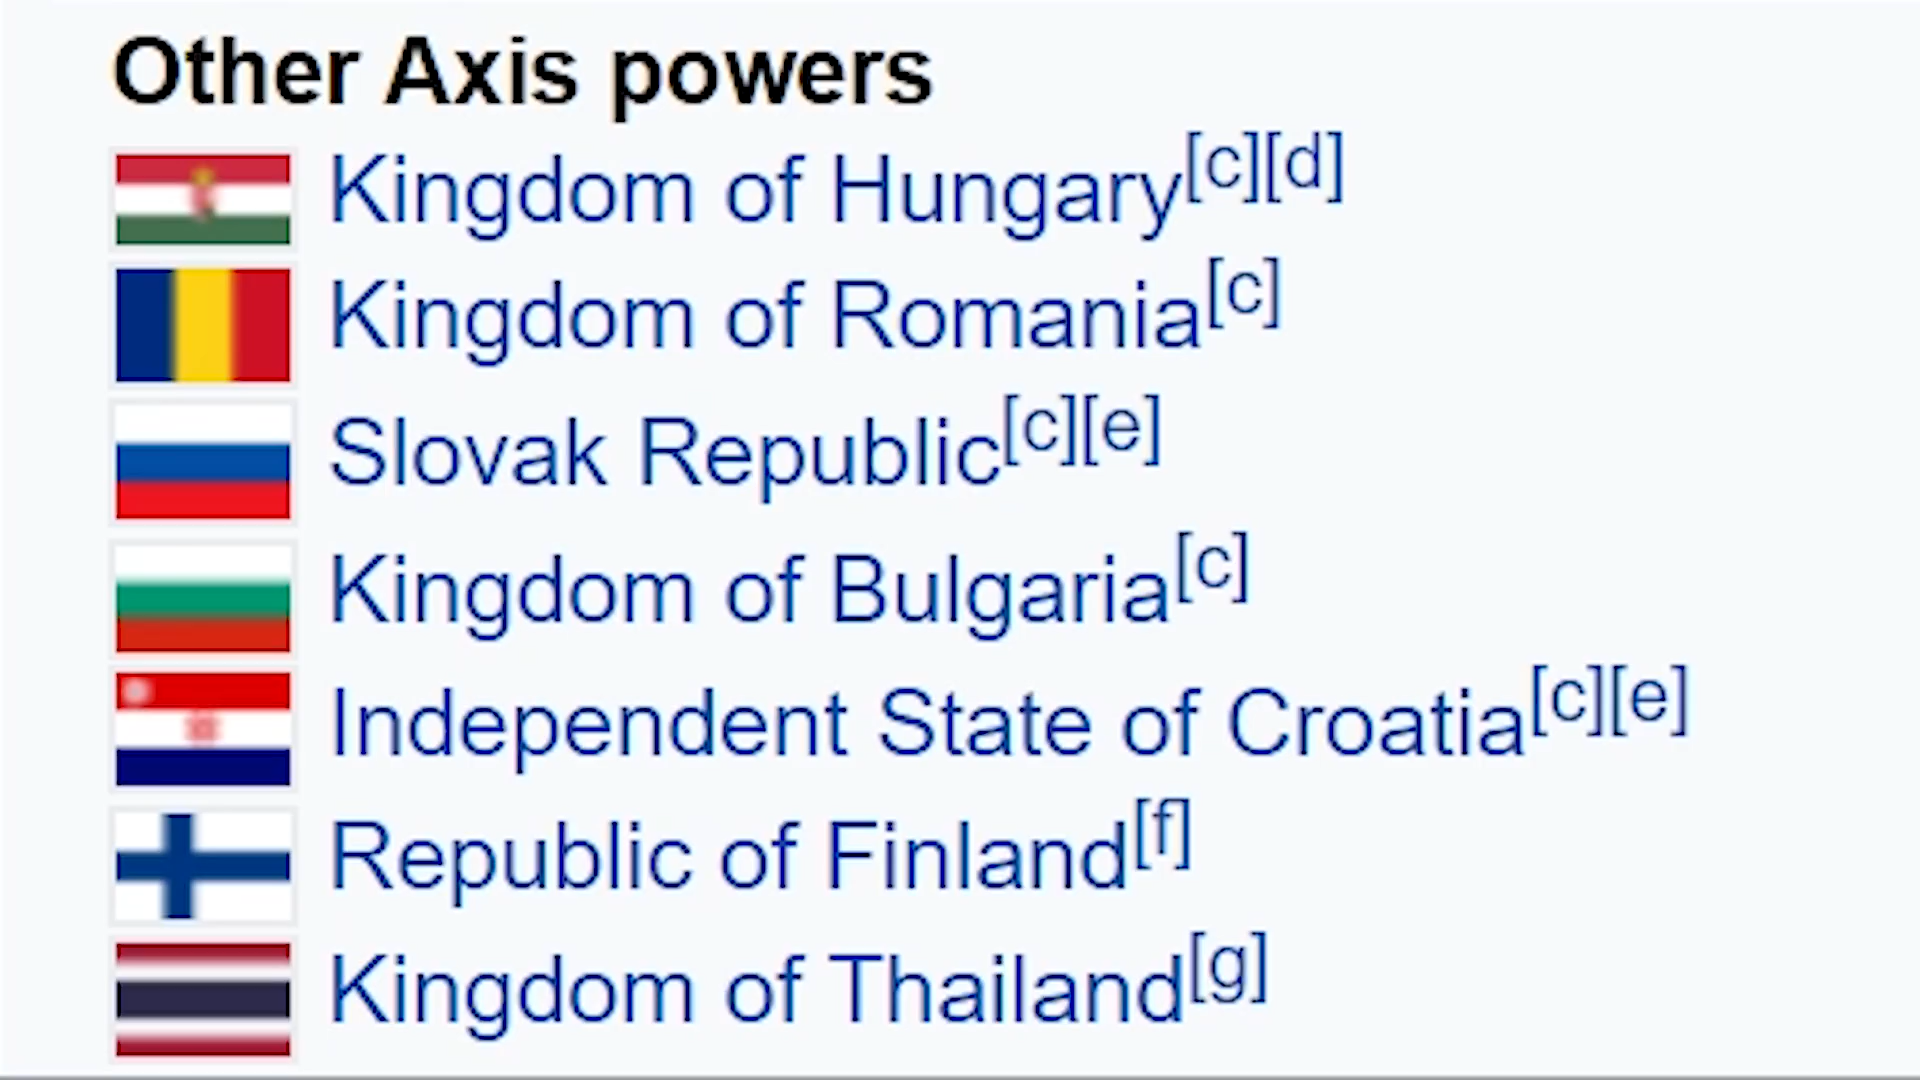 Other Axis powers
Kingdom of Hungary[c][d]
Kingdom of Romania[c]
Slovak Republic[c][e]
Kingdom of Bulgaria[c]
Independent State of Croatia[c][e]
Republic of Finland[f]
Kingdom of Thailand[g]